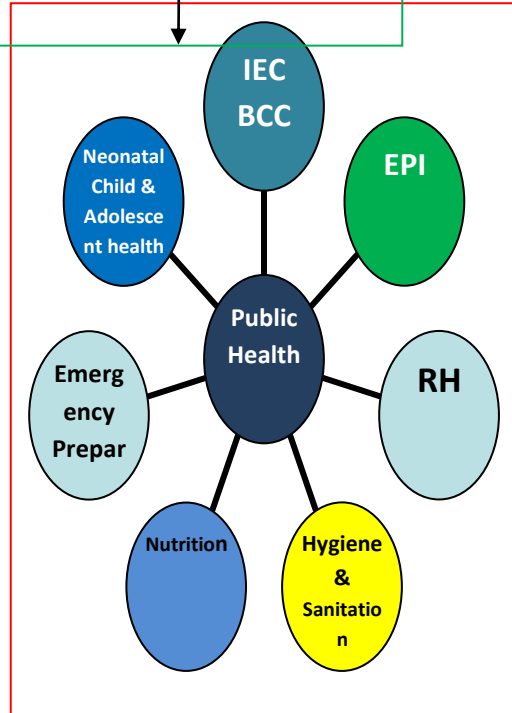 IEC
BCC
Neonatal
Child &
Adolesce
nt health
EPI
Public
Health
Emerg
ency
Prepar
RH
Nutrition
Hygiene
&
Sanitatio
n